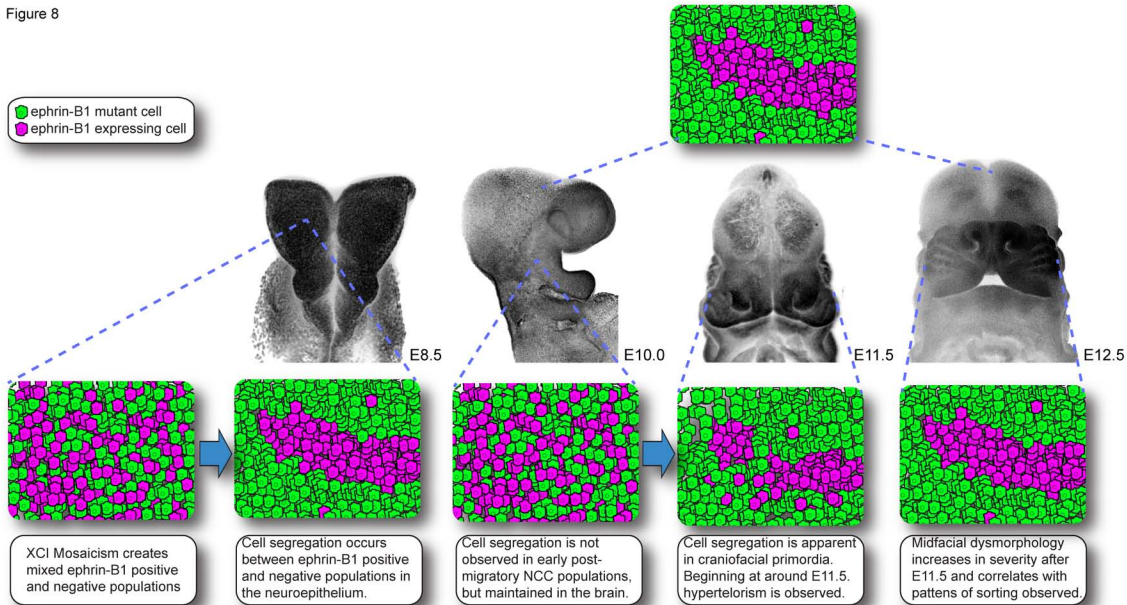 Figure 8
ephrin-B1 mutant cell
ephrin-B1 expressing cell
E8.5
E10.0
E11.5
E12.5
XCI Mosaicism creates
mixed ephrin-B1 positive
and negative populations
Cell segregation occurs
between ephrin-B1 positive
and negative populations in
the neuroepithelium.
Cell segregation is not
observed in early post-
migratory NCC populations,
but maintained in the brain.
Cell segregation is apparent
in craniofacial primordia.
Beginning at around E11.5.
hypertelorism is observed.
Midfacial dysmorphology
increases in severity after
E11.5 and correlates with
pattens of sorting observed.